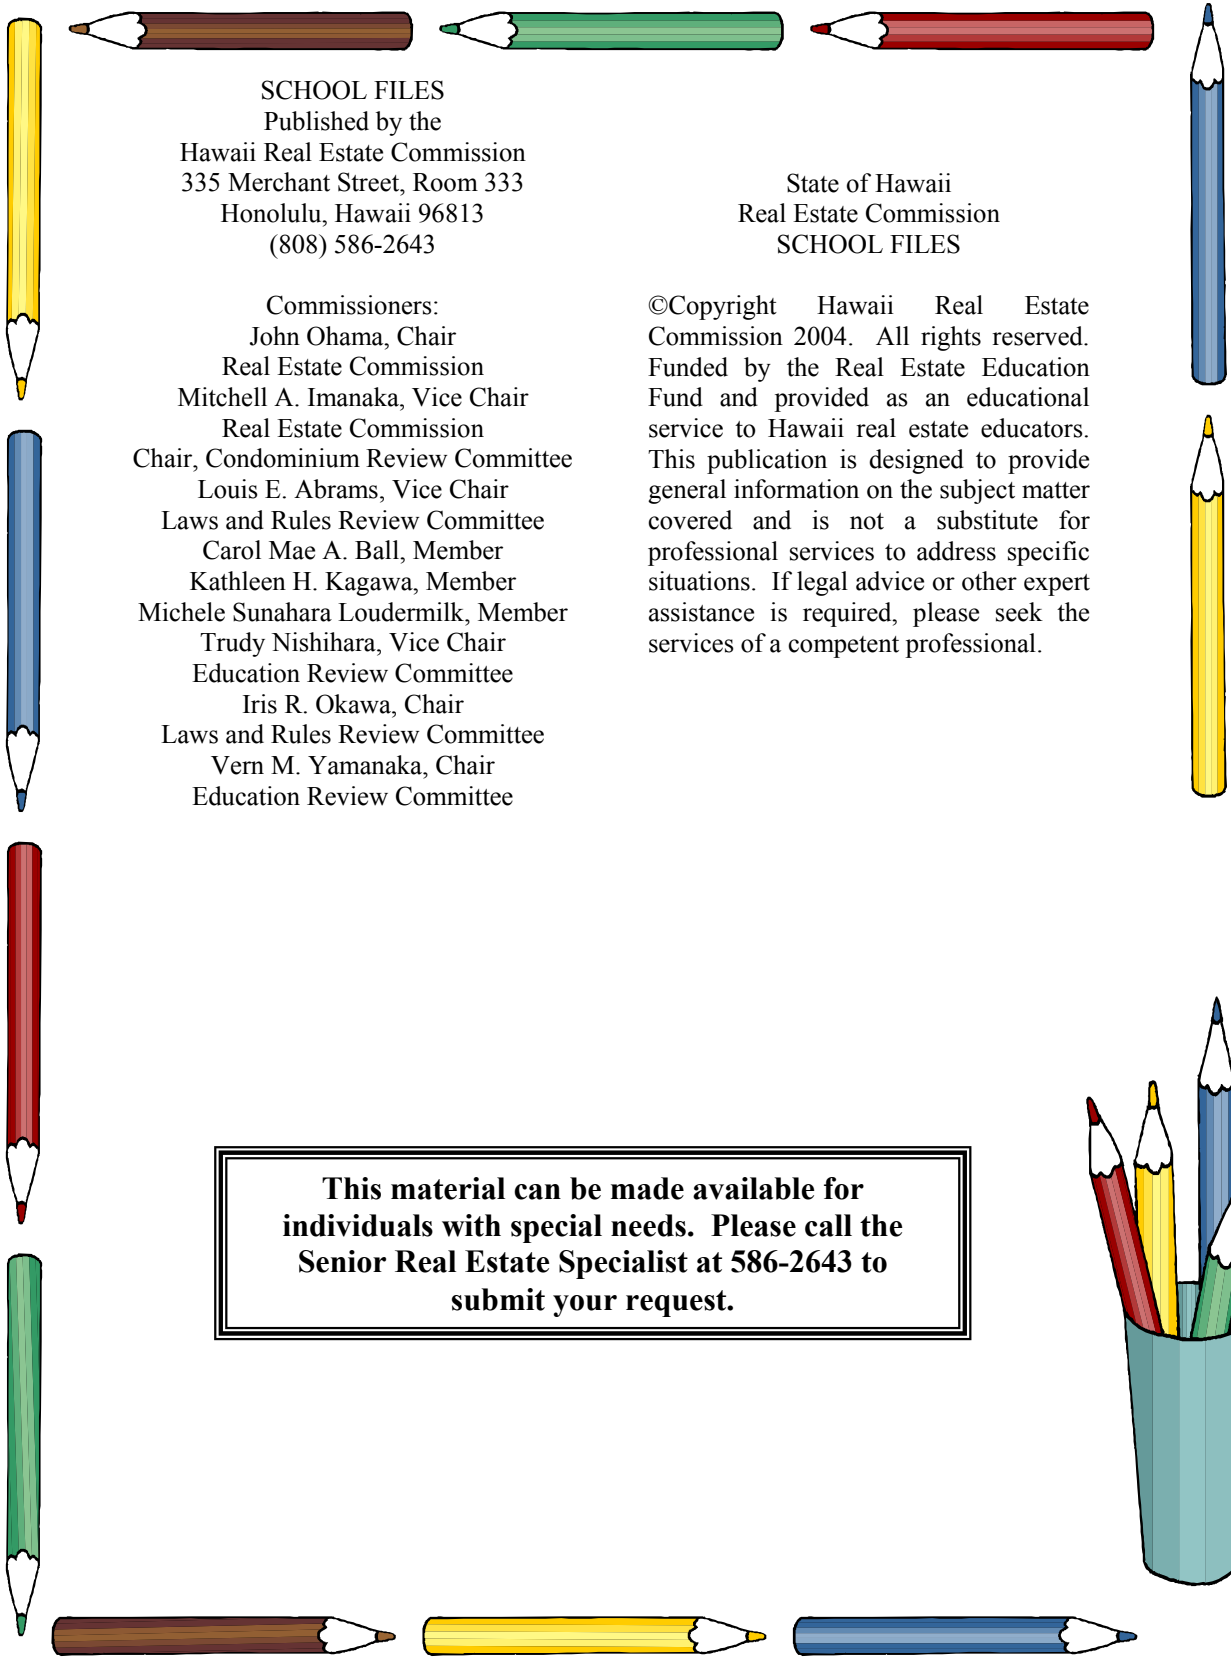 SCHOOL FILES
Published by the
Hawaii Real Estate Commission
335 Merchant Street, Room 333
Honolulu, Hawaii 96813
(808) 586-2643
Commissioners:
John Ohama, Chair
Real Estate Commission
Mitchell A. Imanaka, Vice Chair
Real Estate Commission
Chair, Condominium Review Committee
Louis E. Abrams, Vice Chair
Laws and Rules Review Committee
Carol Mae A. Ball, Member
Kathleen H. Kagawa, Member
Michele Sunahara Loudermilk, Member
Trudy Nishihara, Vice Chair
Education Review Committee
Iris R. Okawa, Chair
Laws and Rules Review Committee
Vern M. Yamanaka, Chair
Education Review Committee
State of Hawaii
Real Estate Commission
SCHOOL FILES
©Copyright Hawaii Real Estate
Commission 2004. All rights reserved.
Funded by the Real Estate Education
Fund and provided as an educational
service to Hawaii real estate educators.
This publication is designed to provide
general information on the subject matter
covered and is not a substitute for
professional services to address specific
situations. If legal advice or other expert
assistance is required, please seek the
services of a competent professional.
This material can be made available for
individuals with special needs. Please call the
Senior Real Estate Specialist at 586-2643 to
submit your request.